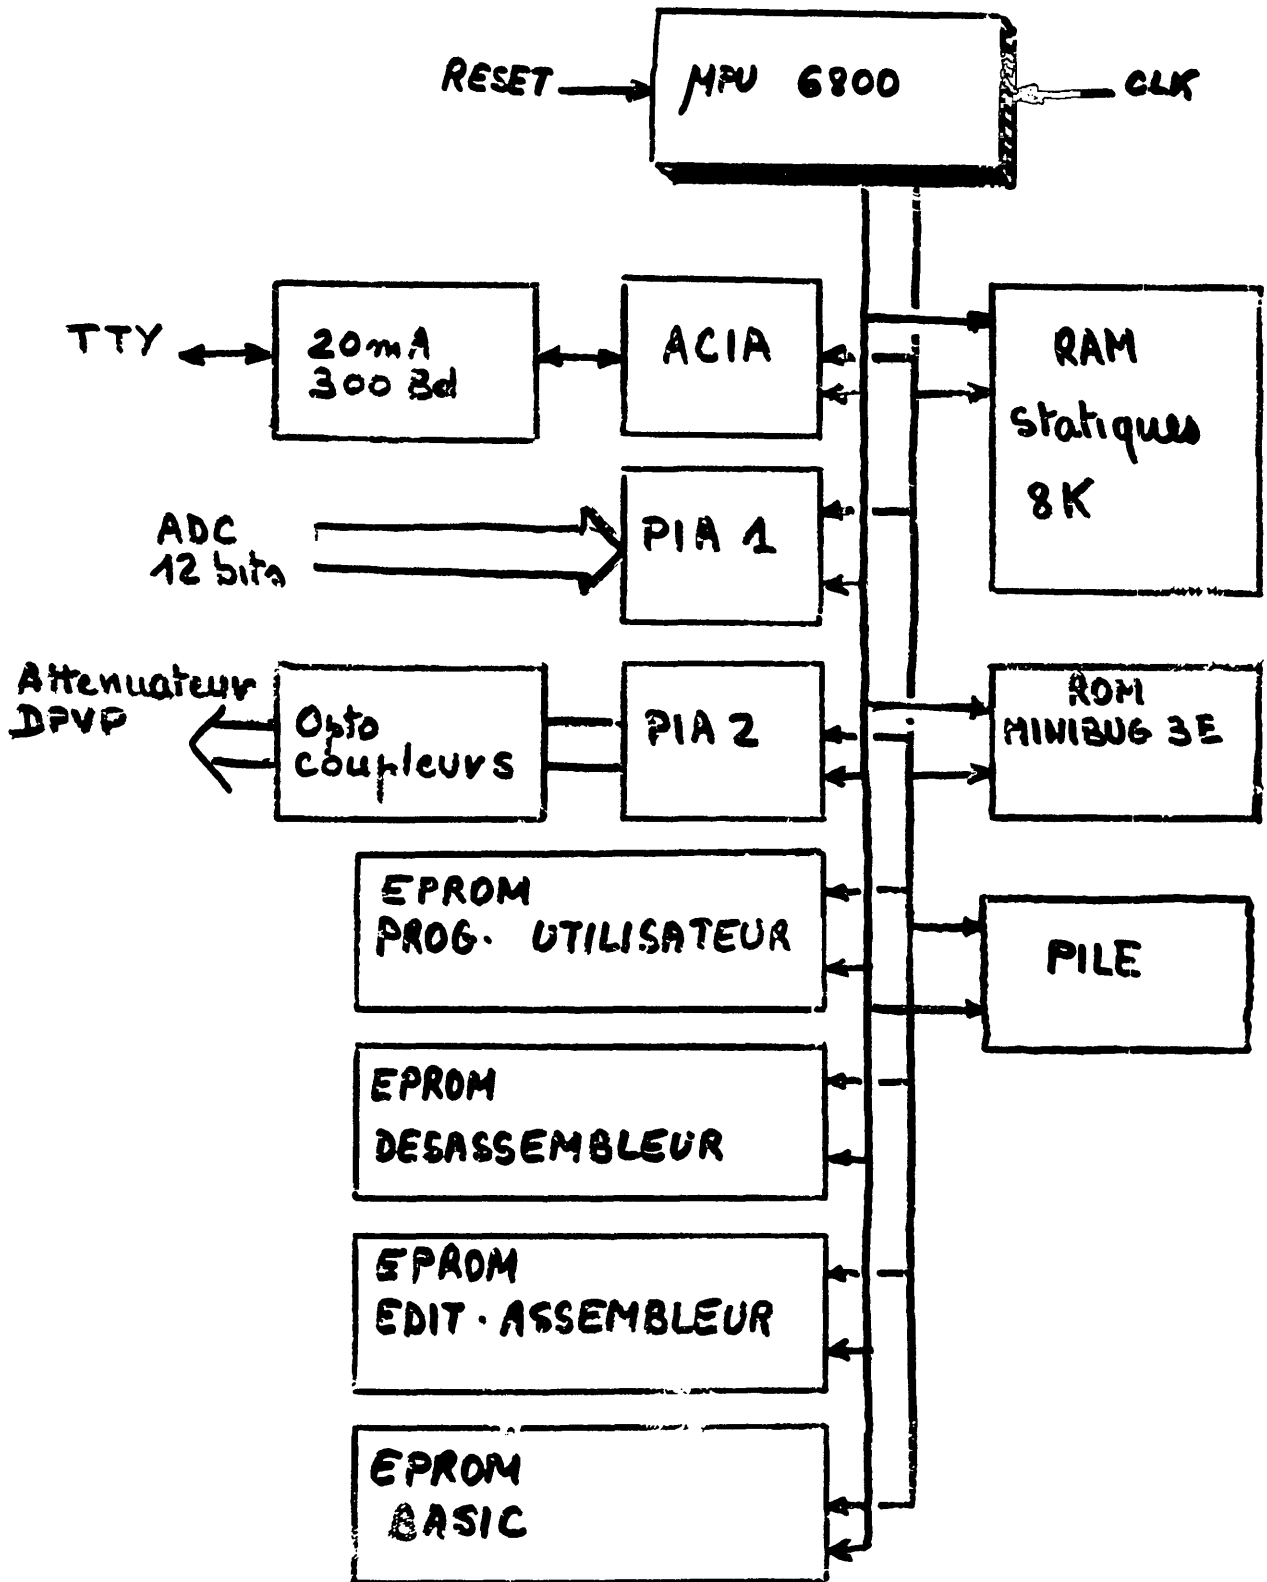 RESET
µPU 6800
CLK
TTY
20mA
300 Bd
ACIA
RAM
statiques
8K
ADC
12 bits
PIA 1
Attenuateur
DPVP
Opto
coupleurs
PIA 2
ROM
MINIBUG 3E
EPROM
PROG. UTILISATEUR
PILE
EPROM
DESASSEMBLEUR
EPROM
EDIT. ASSEMBLEUR
EPROM
BASIC